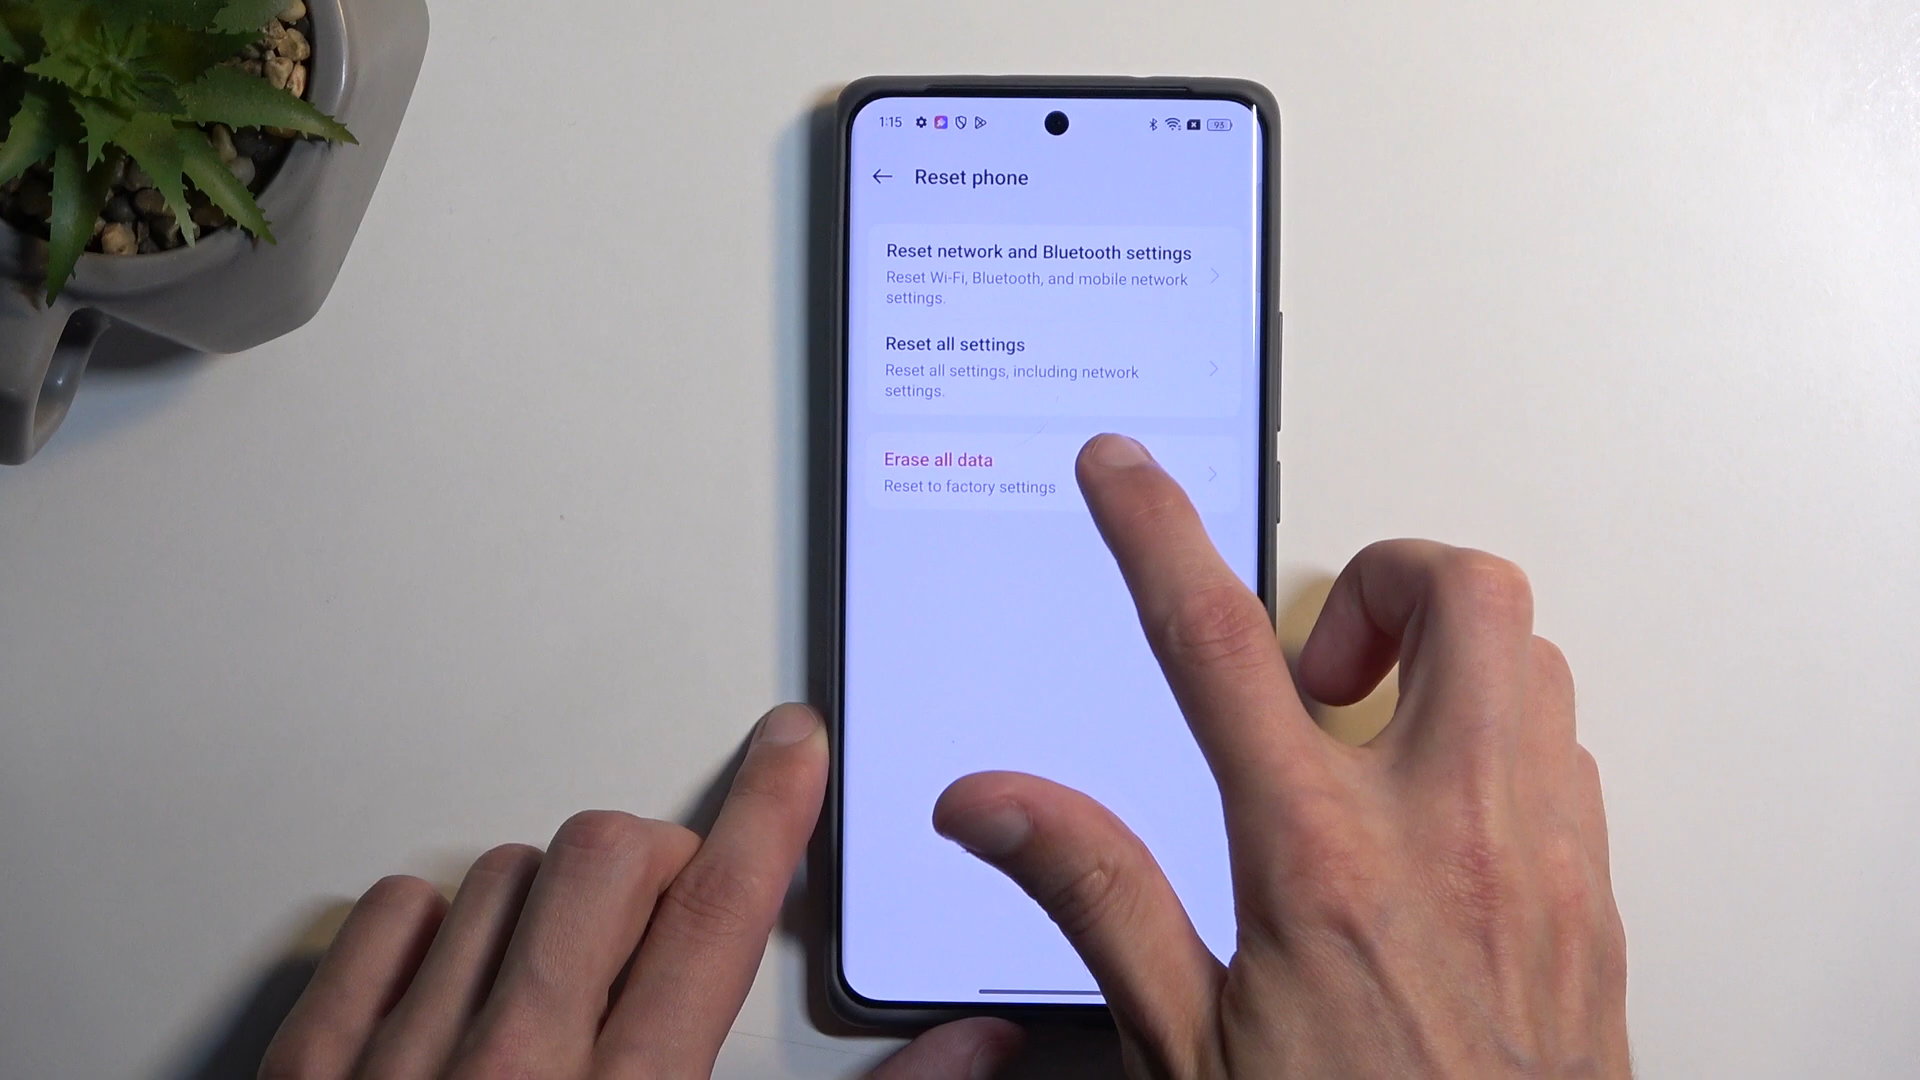 1:15
93
Reset phone
Reset network and Bluetooth settings
Reset Wi-Fi, Bluetooth, and mobile network
settings.
Reset all settings
Reset all settings, including network
settings.
Erase all data
Reset to factory settings